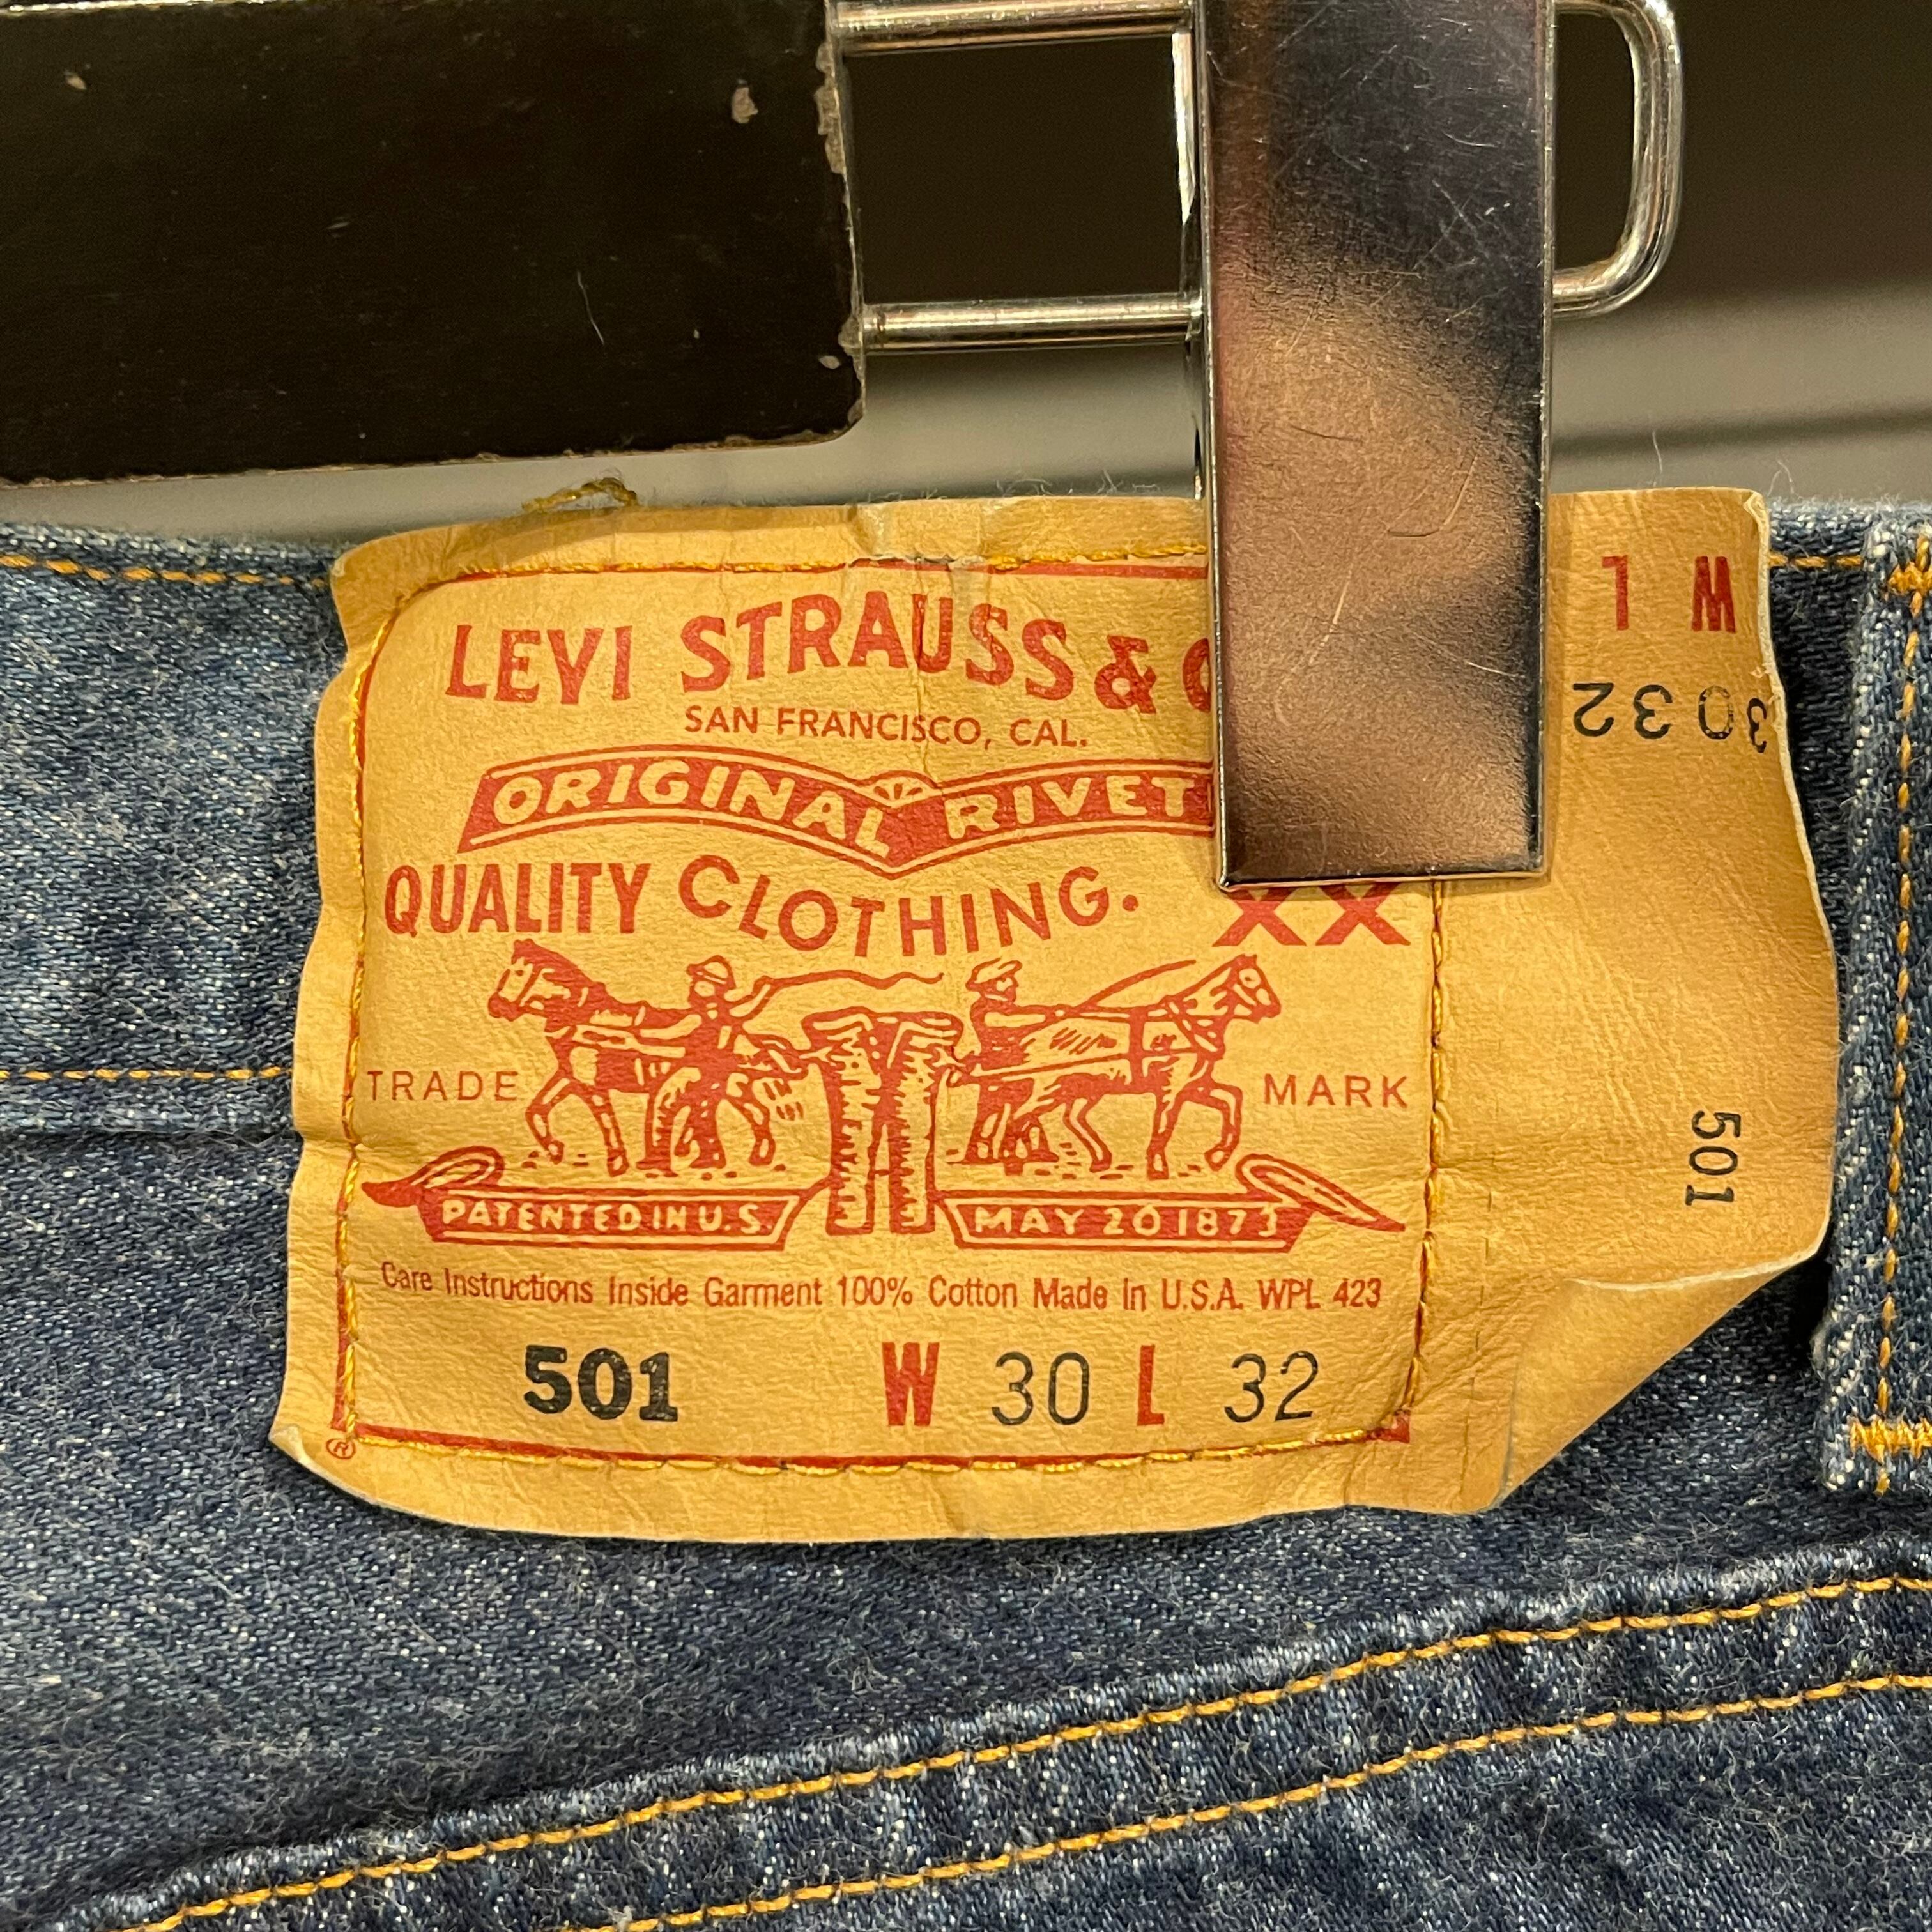 LEVI STRAUSS &
SAN FRANCISCO, CAL.
ORIGINAL RIVET
QUALITY CLOTHING.
XX
TRADE MARK
PATENTED IN U.S. MAY 20 1873
Care Instructions Inside Garment 100% Cotton Made in U.S.A. WPL 423
501 W 30 L 32
®
L W
3032
3
501